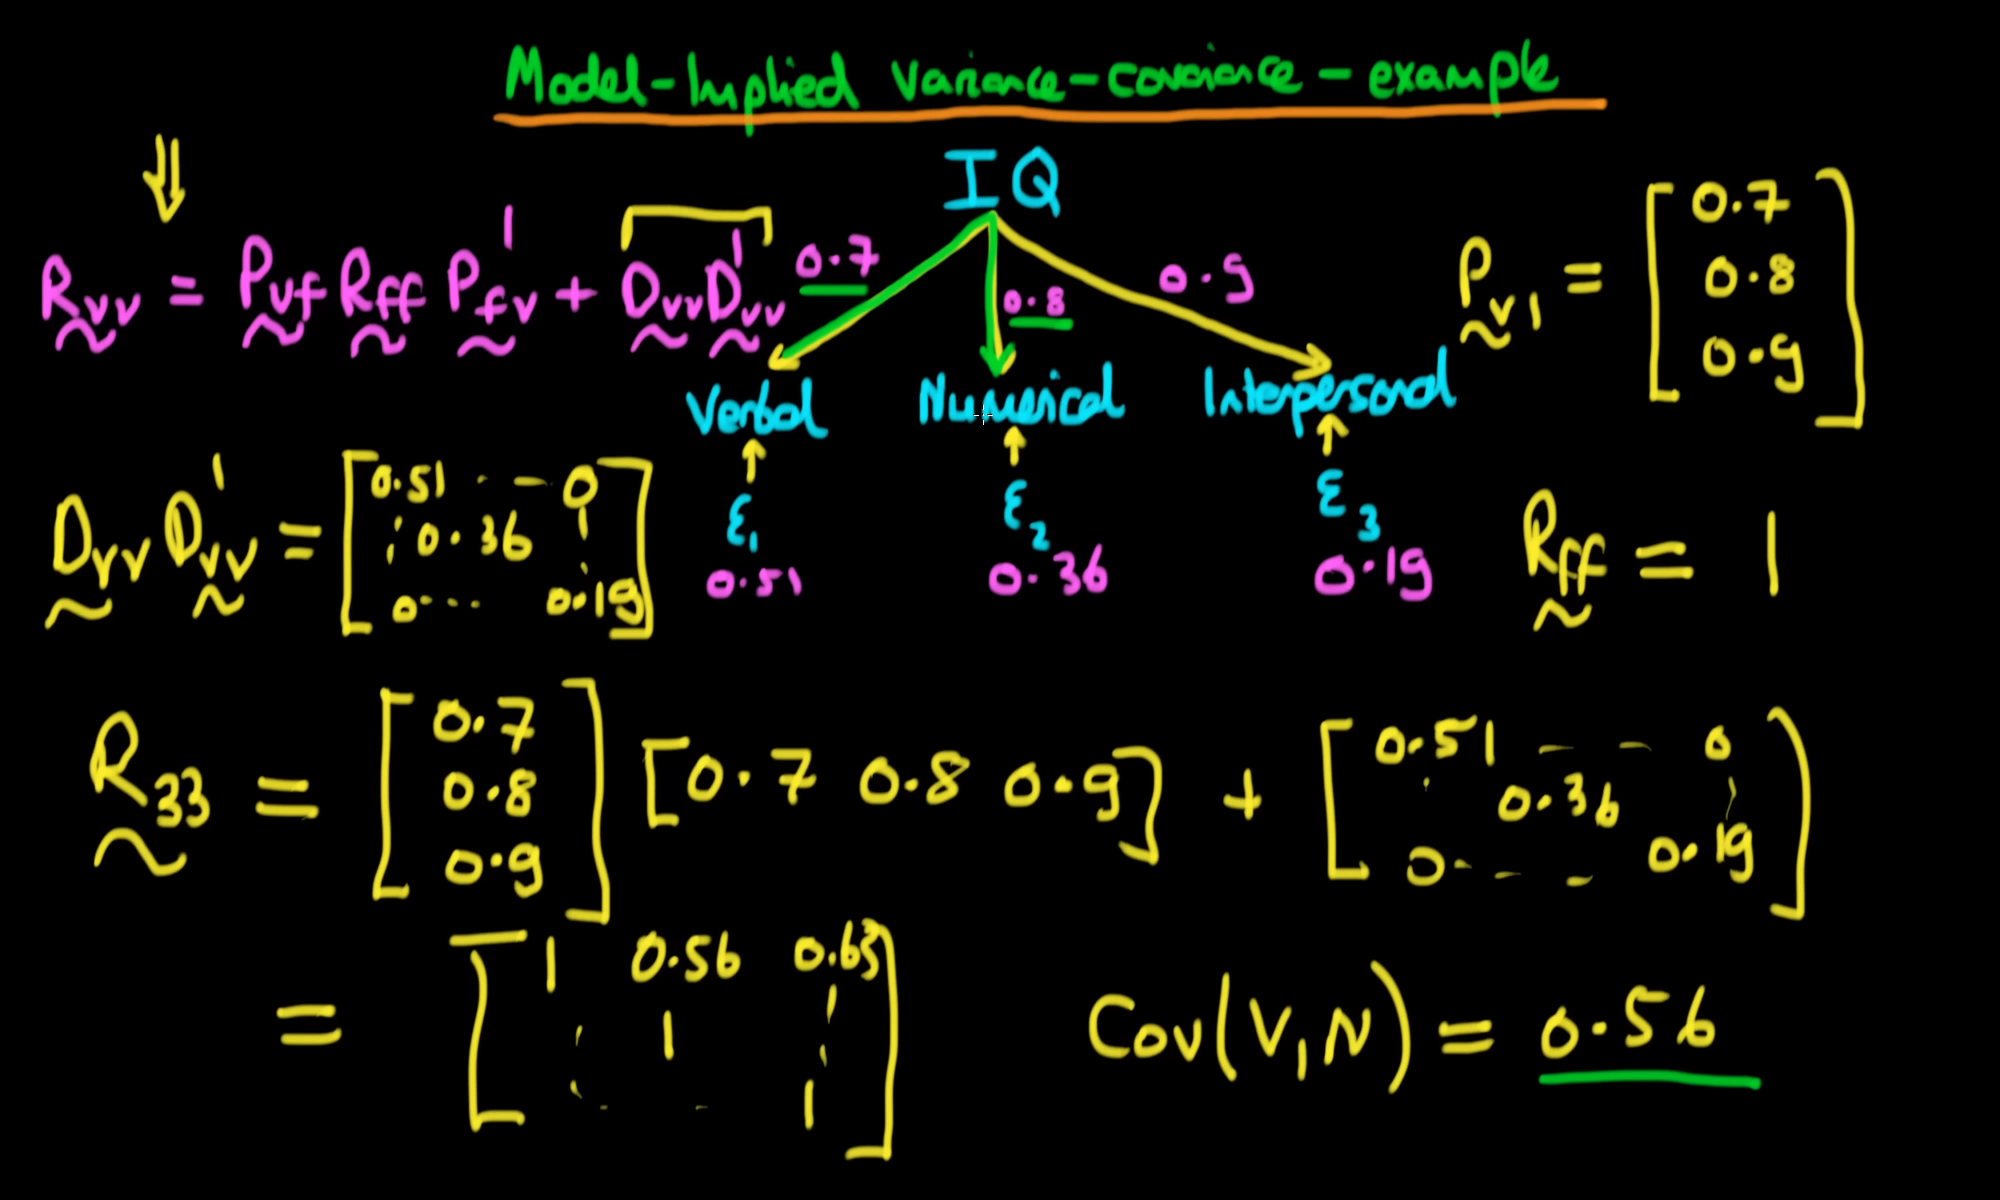 Model-Implied Variance-covariance-example
IQ
R_vv = P_vf R_ff P_fv' + D_vv D_vv'
0.7
0.8
0.9
P_v1 = [0.7
0.8
0.9]
Verbal Numerical Interpersonal
D_vv D_vv' = [0.51 - - 0
0.36
0 - - - 0.19]
ε1 ε2 ε3
0.51 0.36 0.19
R_ff = 1
R_33 = [0.7
0.8
0.9] [0.7 0.8 0.9] + [0.51 - - 0
0.36
0 - - - 0.19]
= [1 0.56 0.63
1
1]
Cov(V,N) = 0.56